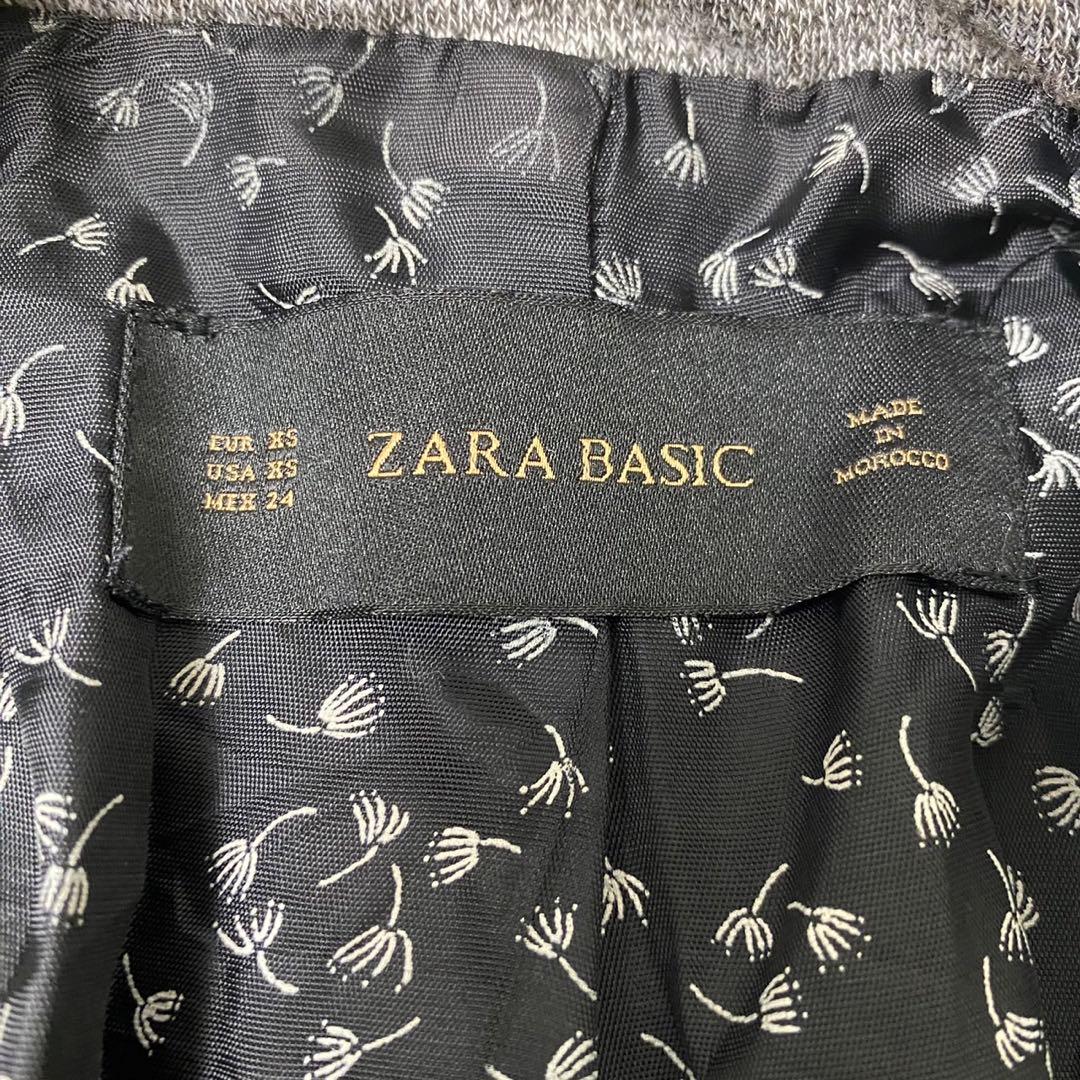 EUR XS
USA XS
MEX 24
ZARA BASIC
MADE
IN
MOROCCO